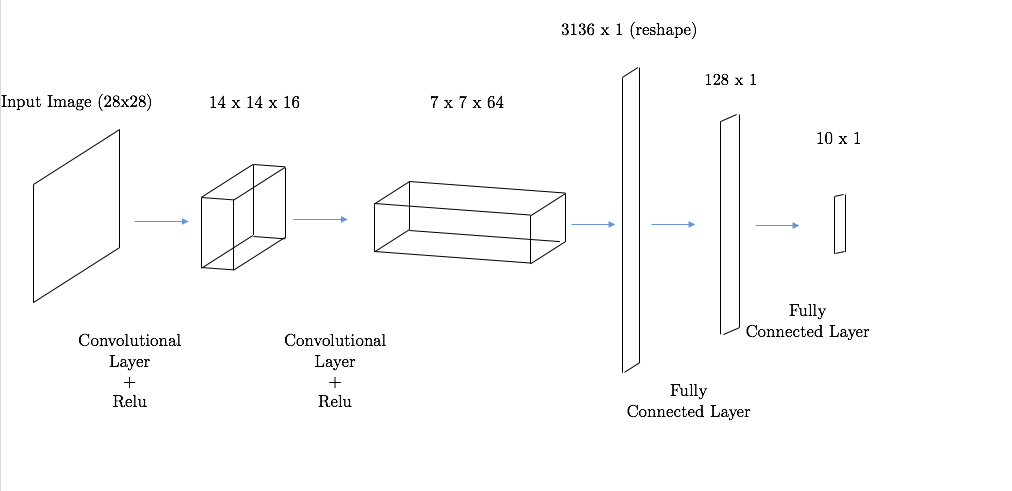 3136 x 1 (reshape)
128 x 1
Input Image (28x28)
14 x 14 x 16
7 x 7 x 64
10 x 1
Convolutional
Layer
+
Relu
Convolutional
Layer
+
Relu
Fully
Connected Layer
Fully
Connected Layer